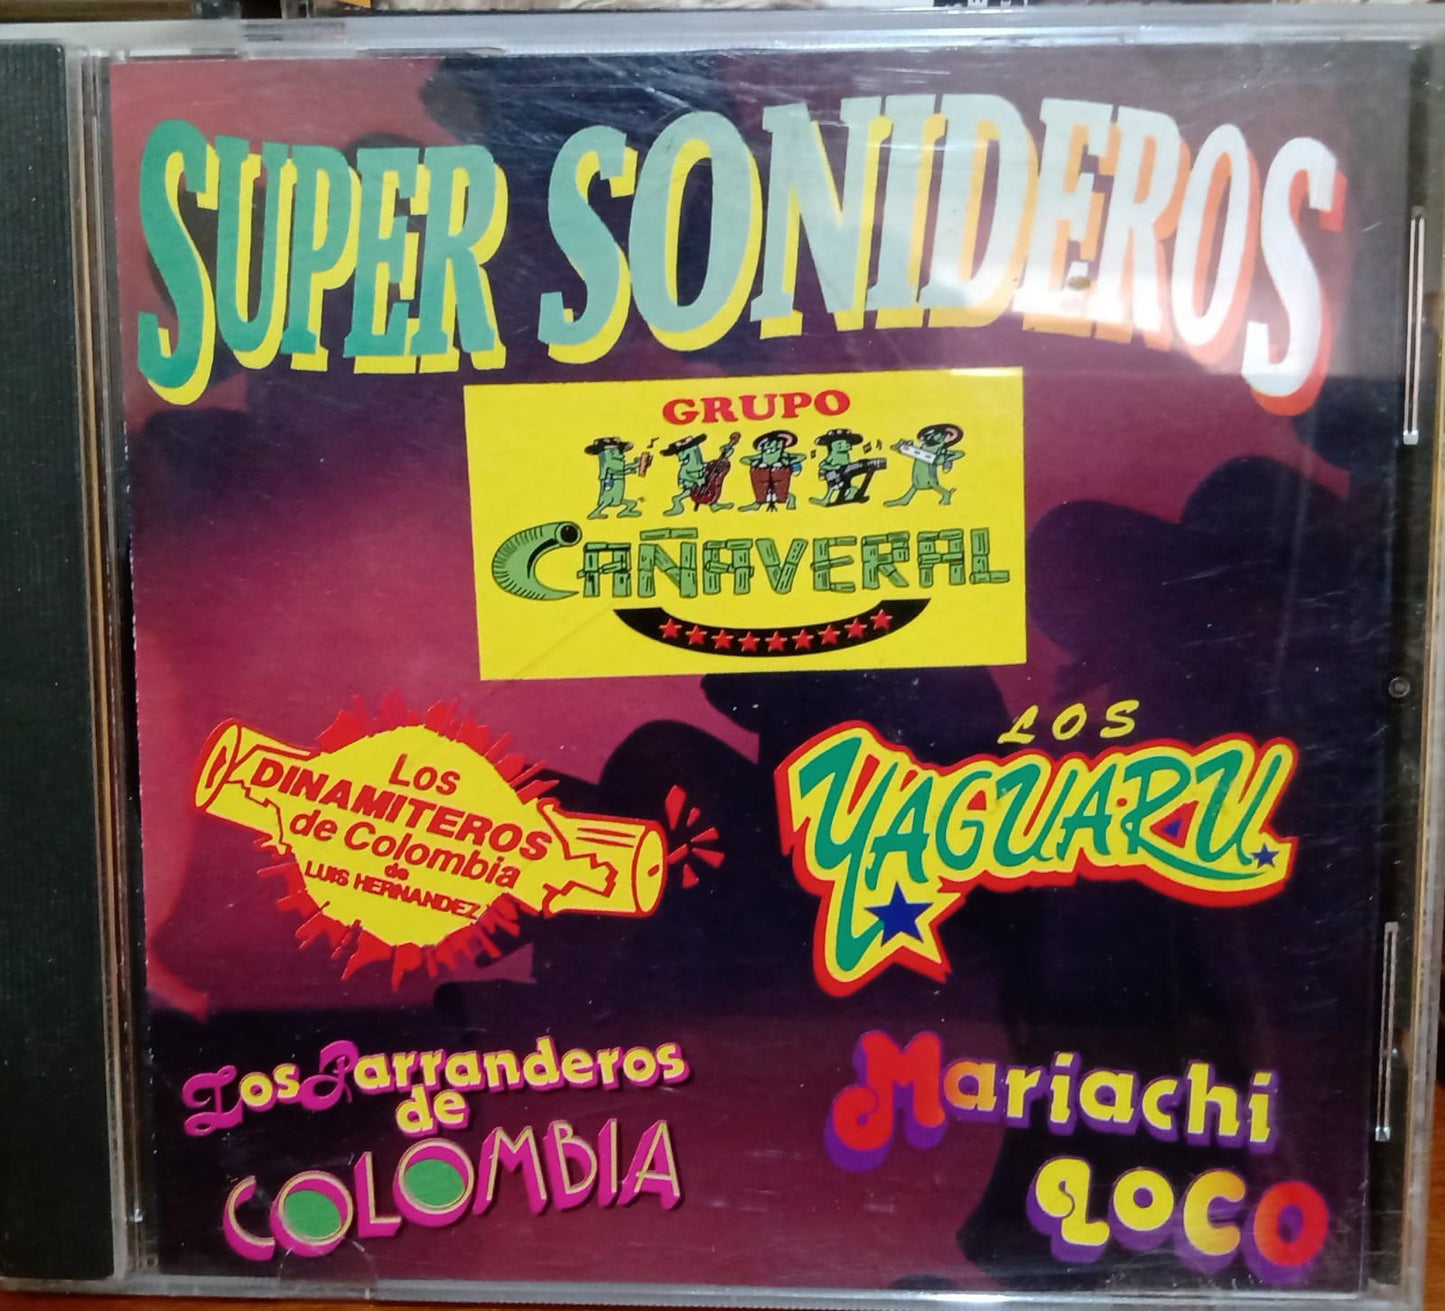 SUPER SONIDEROS
GRUPO
CAÑAVERAL
Los
DINAMITEROS
de Colombia
de
LUIS HERNANDEZ
LOS
YAGUARU
Los Parranderos
de
COLOMBIA
Mariachi
Loco